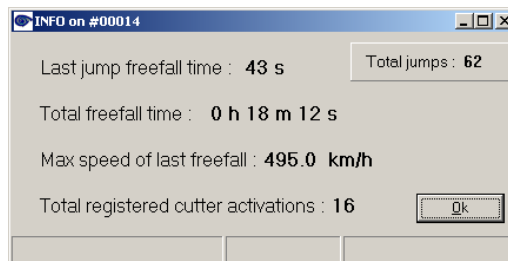 INFO on #00014
Last jump freefall time : 43 s
Total jumps : 62
Total freefall time : 0 h 18 m 12 s
Max speed of last freefall : 495.0 km/h
Total registered cutter activations : 16
Ok